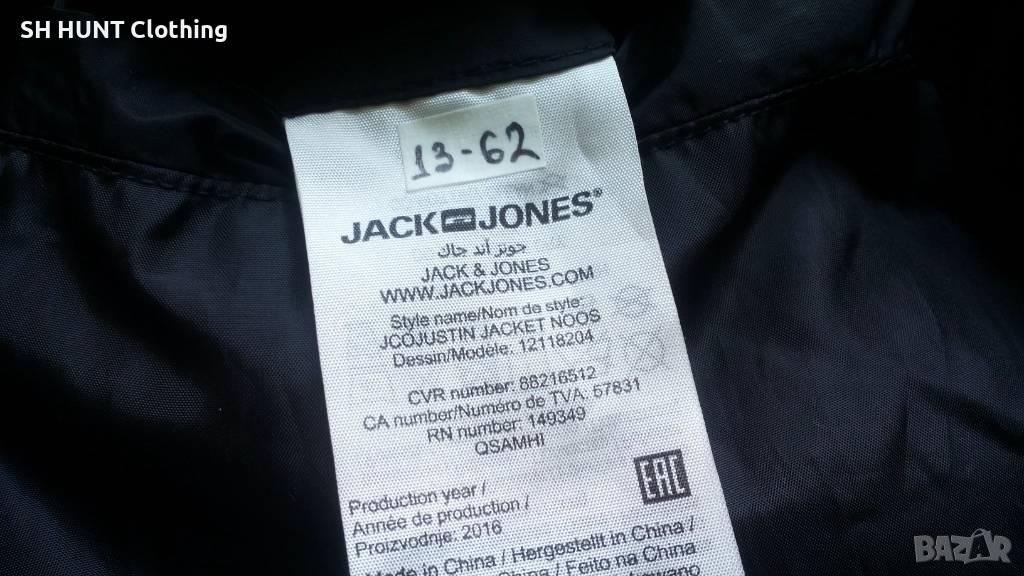 SH HUNT Clothing
13-62
JACK JONES®
جونز أند جاك
JACK & JONES
WWW.JACKJONES.COM
Style name/Nom de style:
JCOJUSTIN JACKET NOOS
Dessin/Modèle: 12118204
CVR number: 88216512
CA number/Numéro de TVA: 57831
RN number: 149349
QSAMHI
EAC
Production year /
Année de production /
Proizvodnje: 2016
Made in China / Hergestellt in China /
China / Feito na China
BAZAR